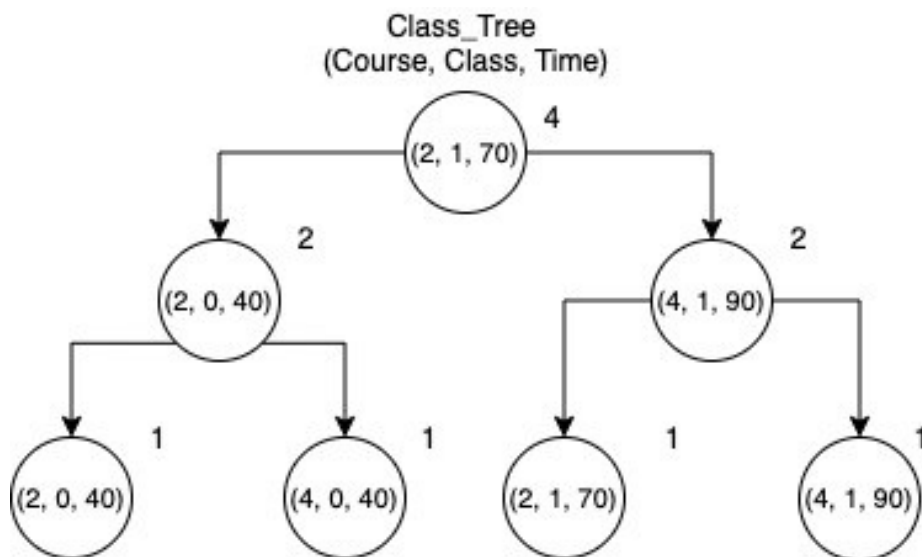 Class_Tree
(Course, Class, Time)
4
(2, 1, 70)
2
2
(2, 0, 40)
(4, 1, 90)
1
1
1
1
(2, 0, 40)
(4, 0, 40)
(2, 1, 70)
(4, 1, 90)